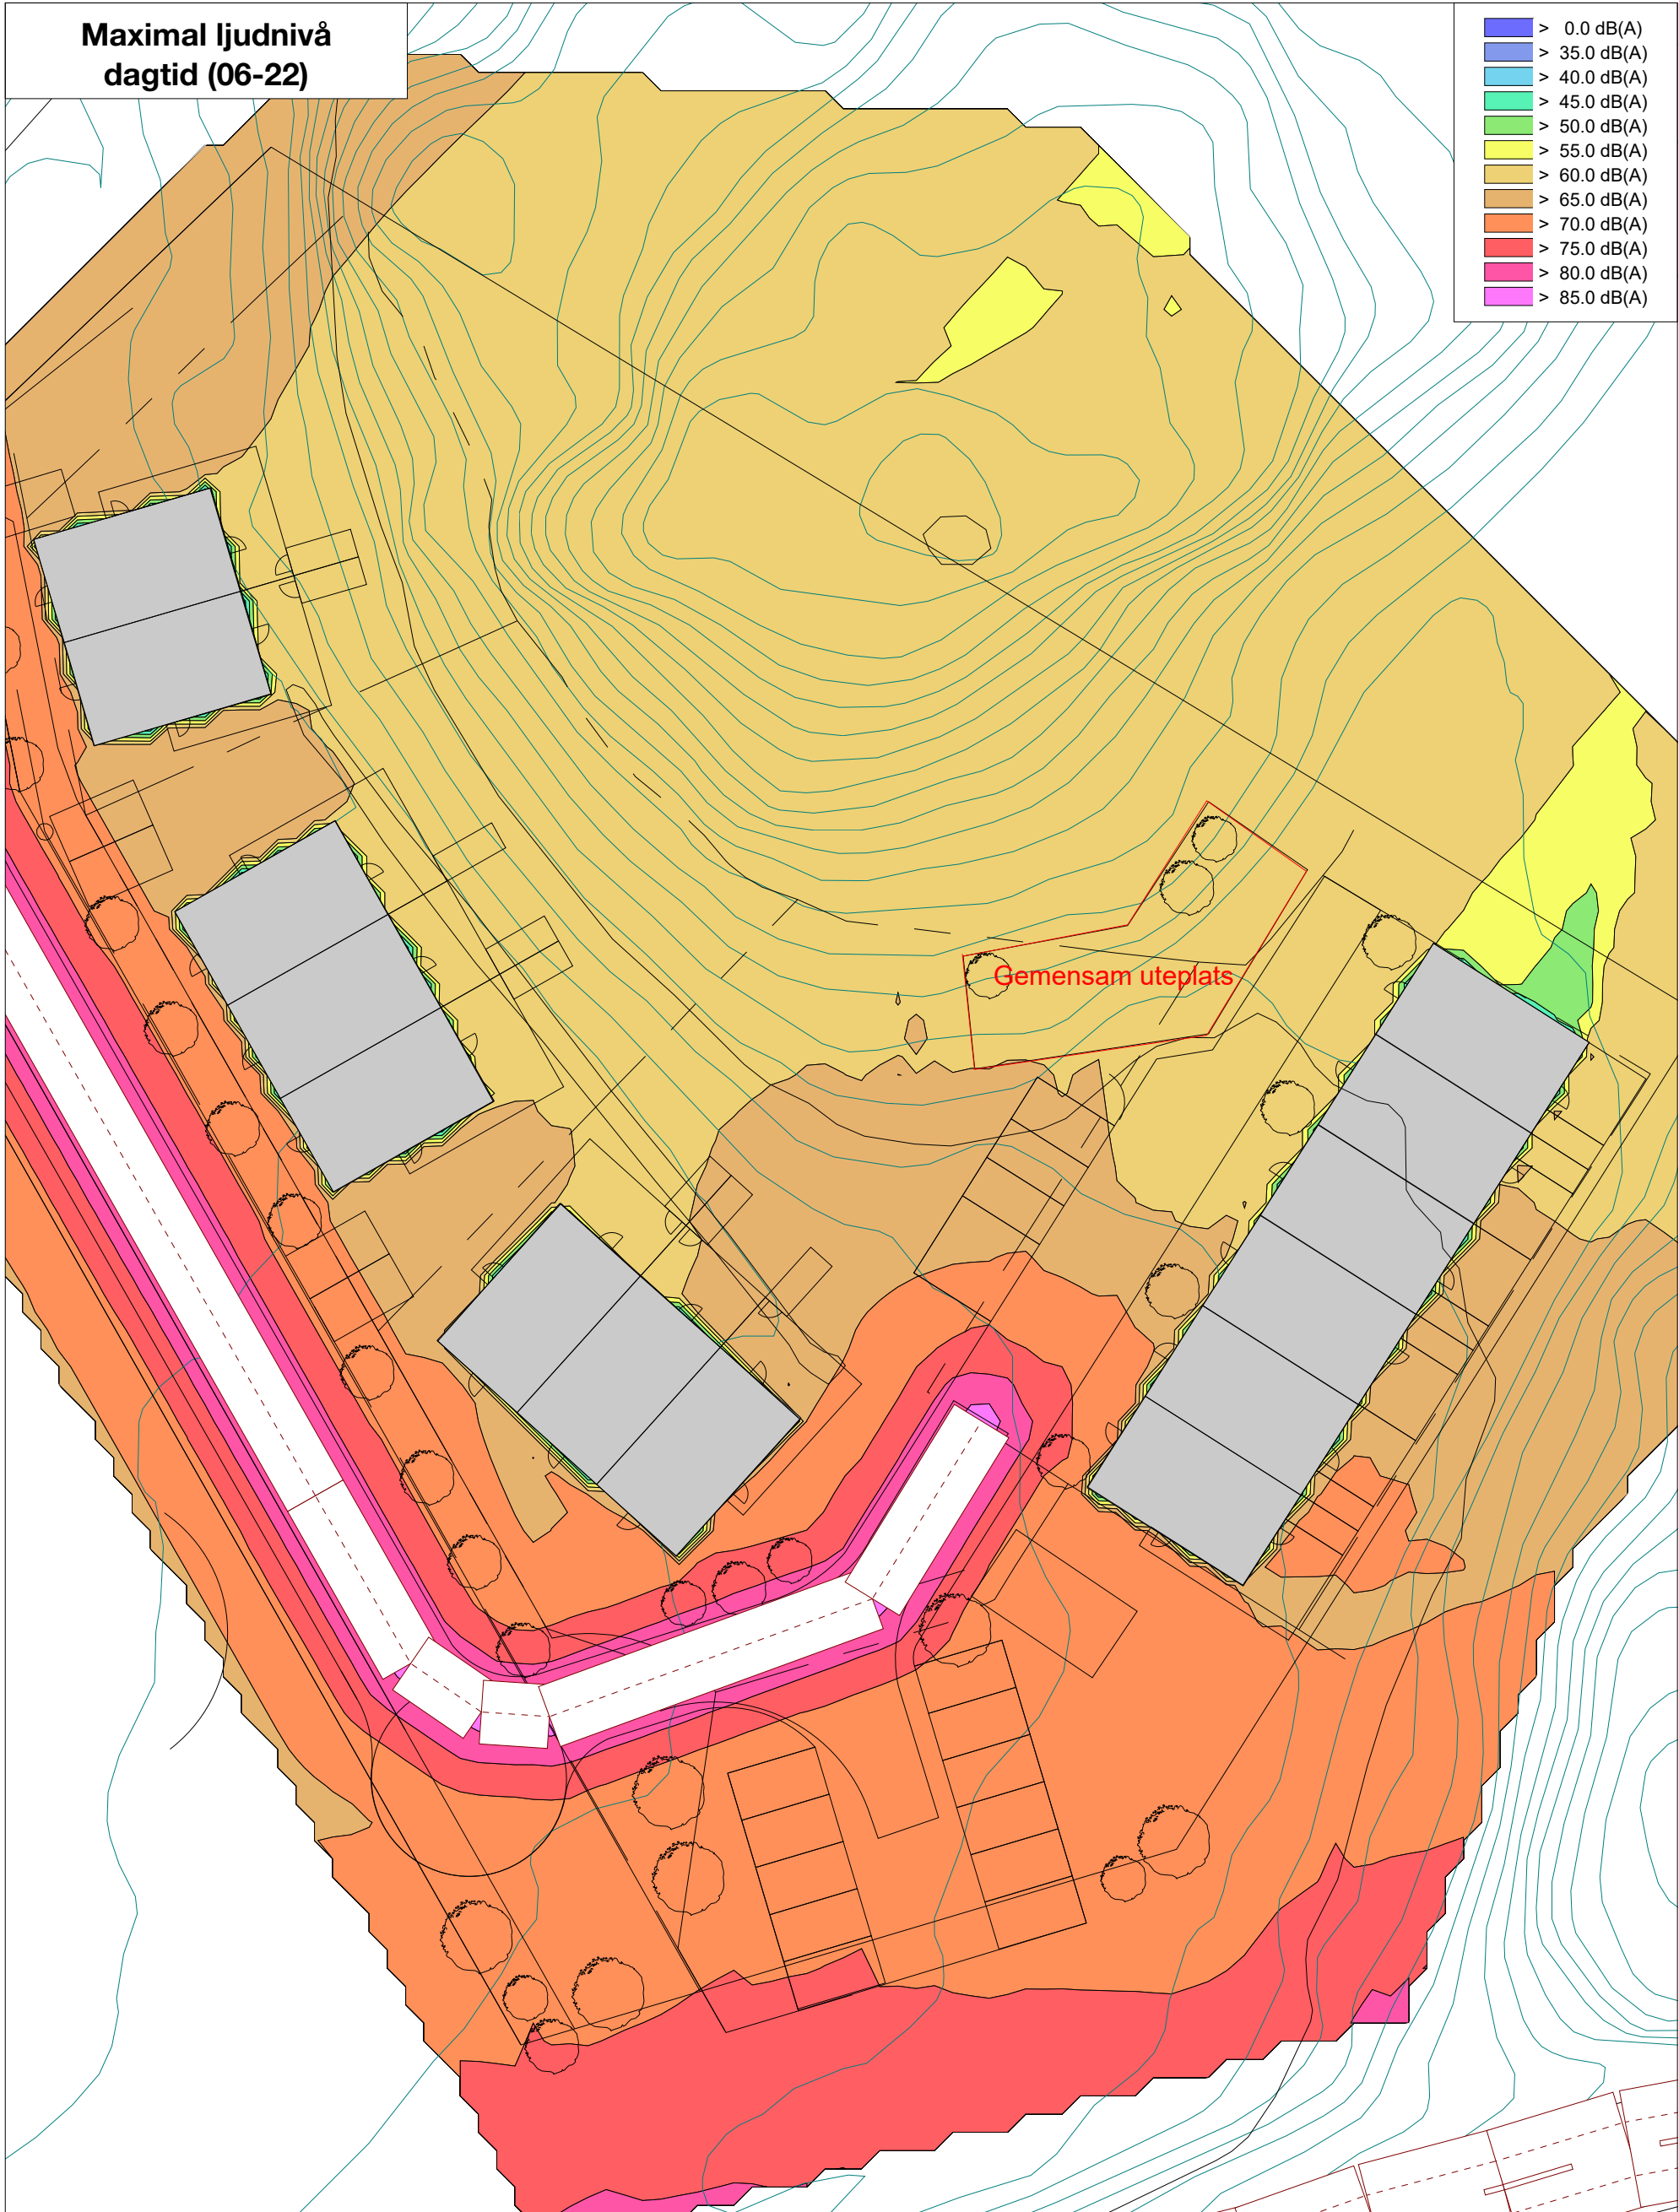 Maximal ljudnivå
dagtid (06-22)
> 0.0 dB(A)
> 35.0 dB(A)
> 40.0 dB(A)
> 45.0 dB(A)
> 50.0 dB(A)
> 55.0 dB(A)
> 60.0 dB(A)
> 65.0 dB(A)
> 70.0 dB(A)
> 75.0 dB(A)
> 80.0 dB(A)
> 85.0 dB(A)
Gemensam uteplats